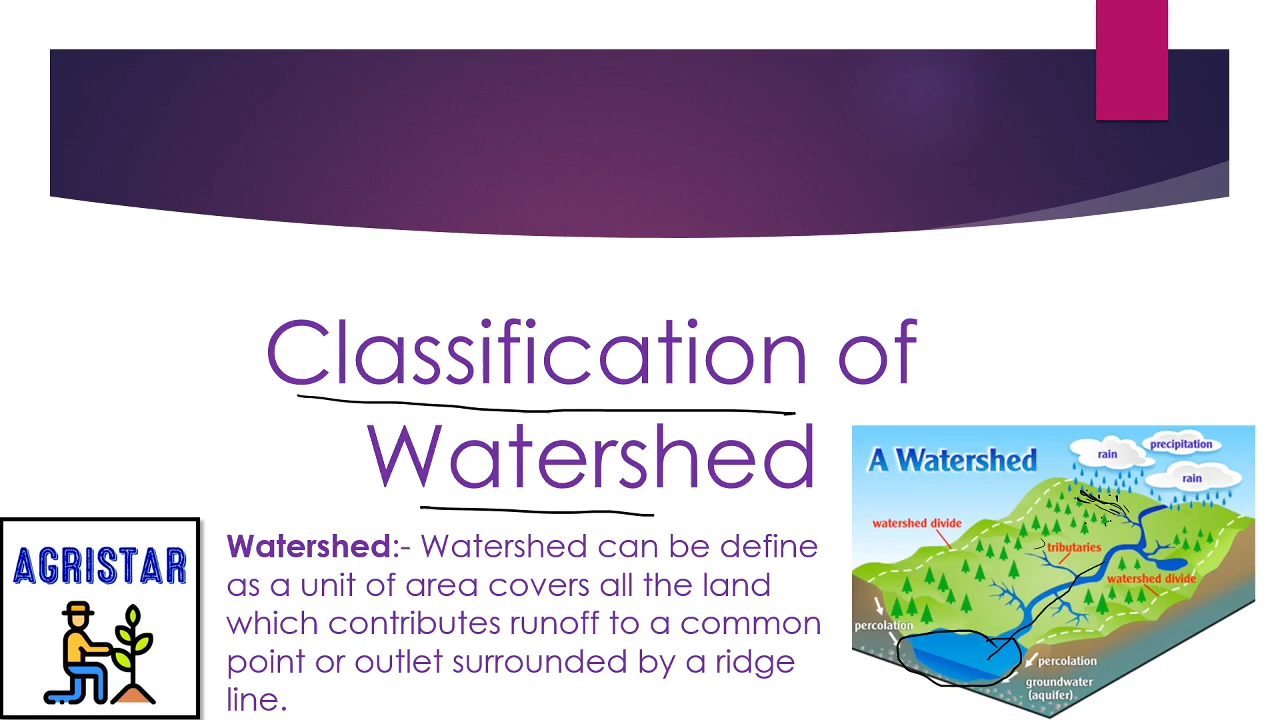 Classification of
Watershed
Watershed:- Watershed can be define
as a unit of area covers all the land
which contributes runoff to a common
point or outlet surrounded by a ridge
line.
AGRISTAR
A Watershed
precipitation
rain
rain
watershed divide
tributaries
watershed divide
percolation
percolation
groundwater
(aquifer)